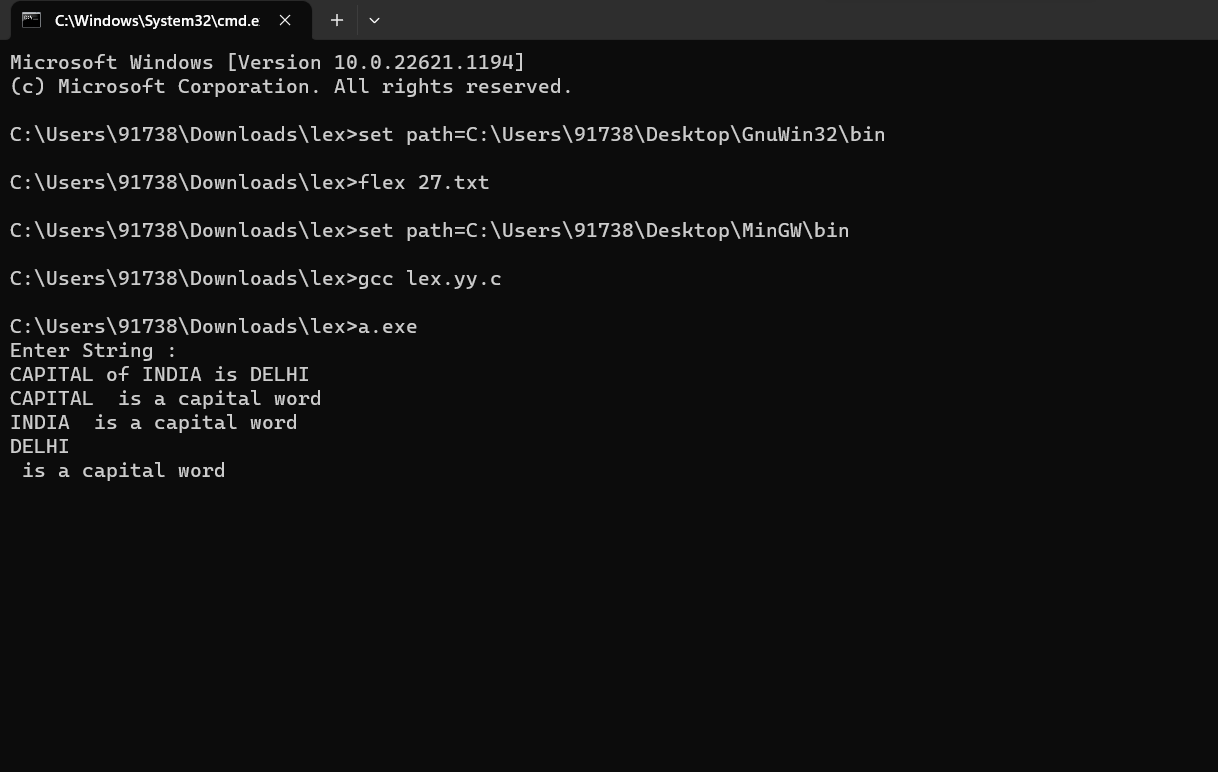 C:\Windows\System32\cmd.e
Microsoft Windows [Version 10.0.22621.1194]
(c) Microsoft Corporation. All rights reserved.
C:\Users\91738\Downloads\lex>set path=C:\Users\91738\Desktop\GnuWin32\bin
C:\Users\91738\Downloads\lex>flex 27.txt
C:\Users\91738\Downloads\lex>set path=C:\Users\91738\Desktop\MinGW\bin
C:\Users\91738\Downloads\lex>gcc lex.yy.c
C:\Users\91738\Downloads\lex>a.exe
Enter String :
CAPITAL of INDIA is DELHI
CAPITAL  is a capital word
INDIA  is a capital word
DELHI
 is a capital word